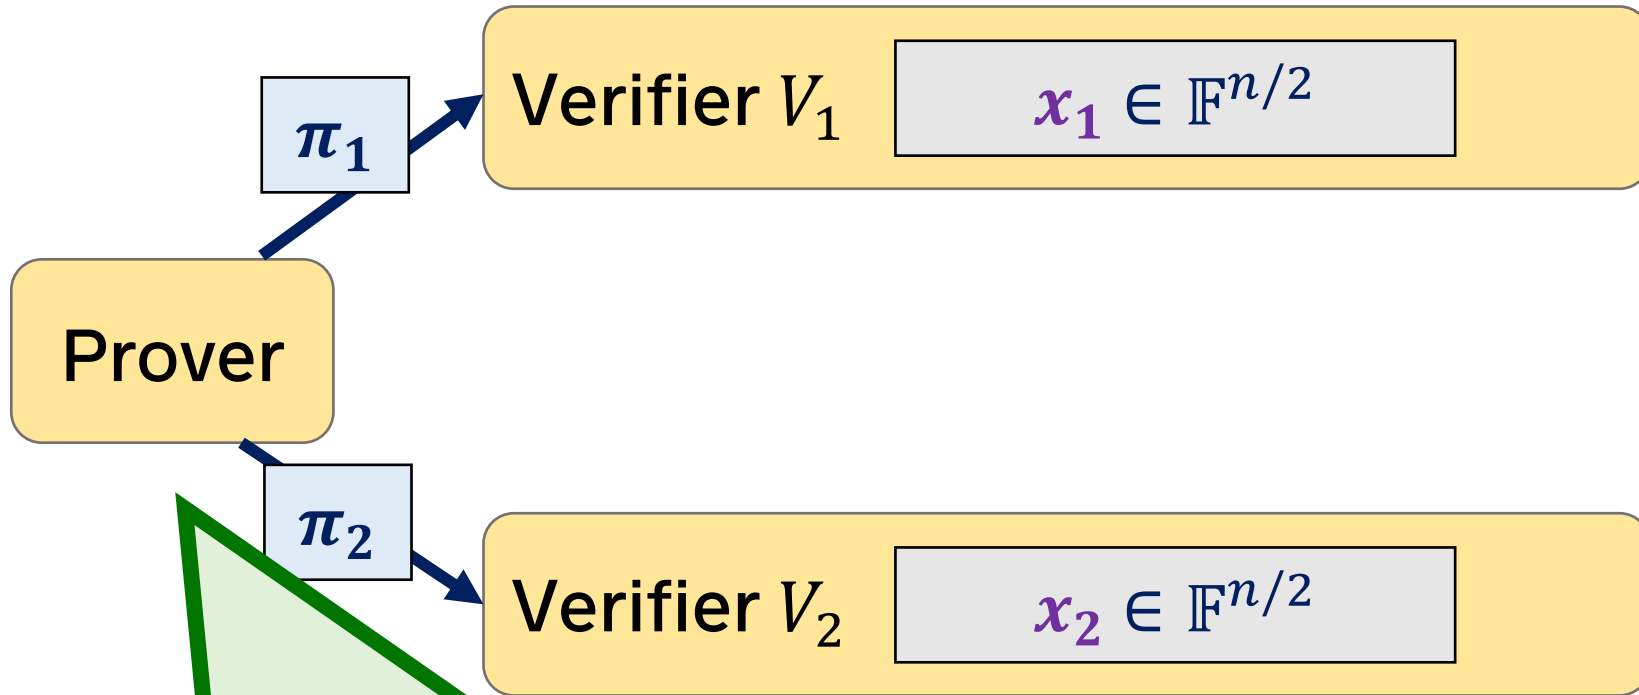 π₁
Verifier V₁
x₁ ∈ 𝔽^{n/2}
Prover
π₂
Verifier V₂
x₂ ∈ 𝔽^{n/2}